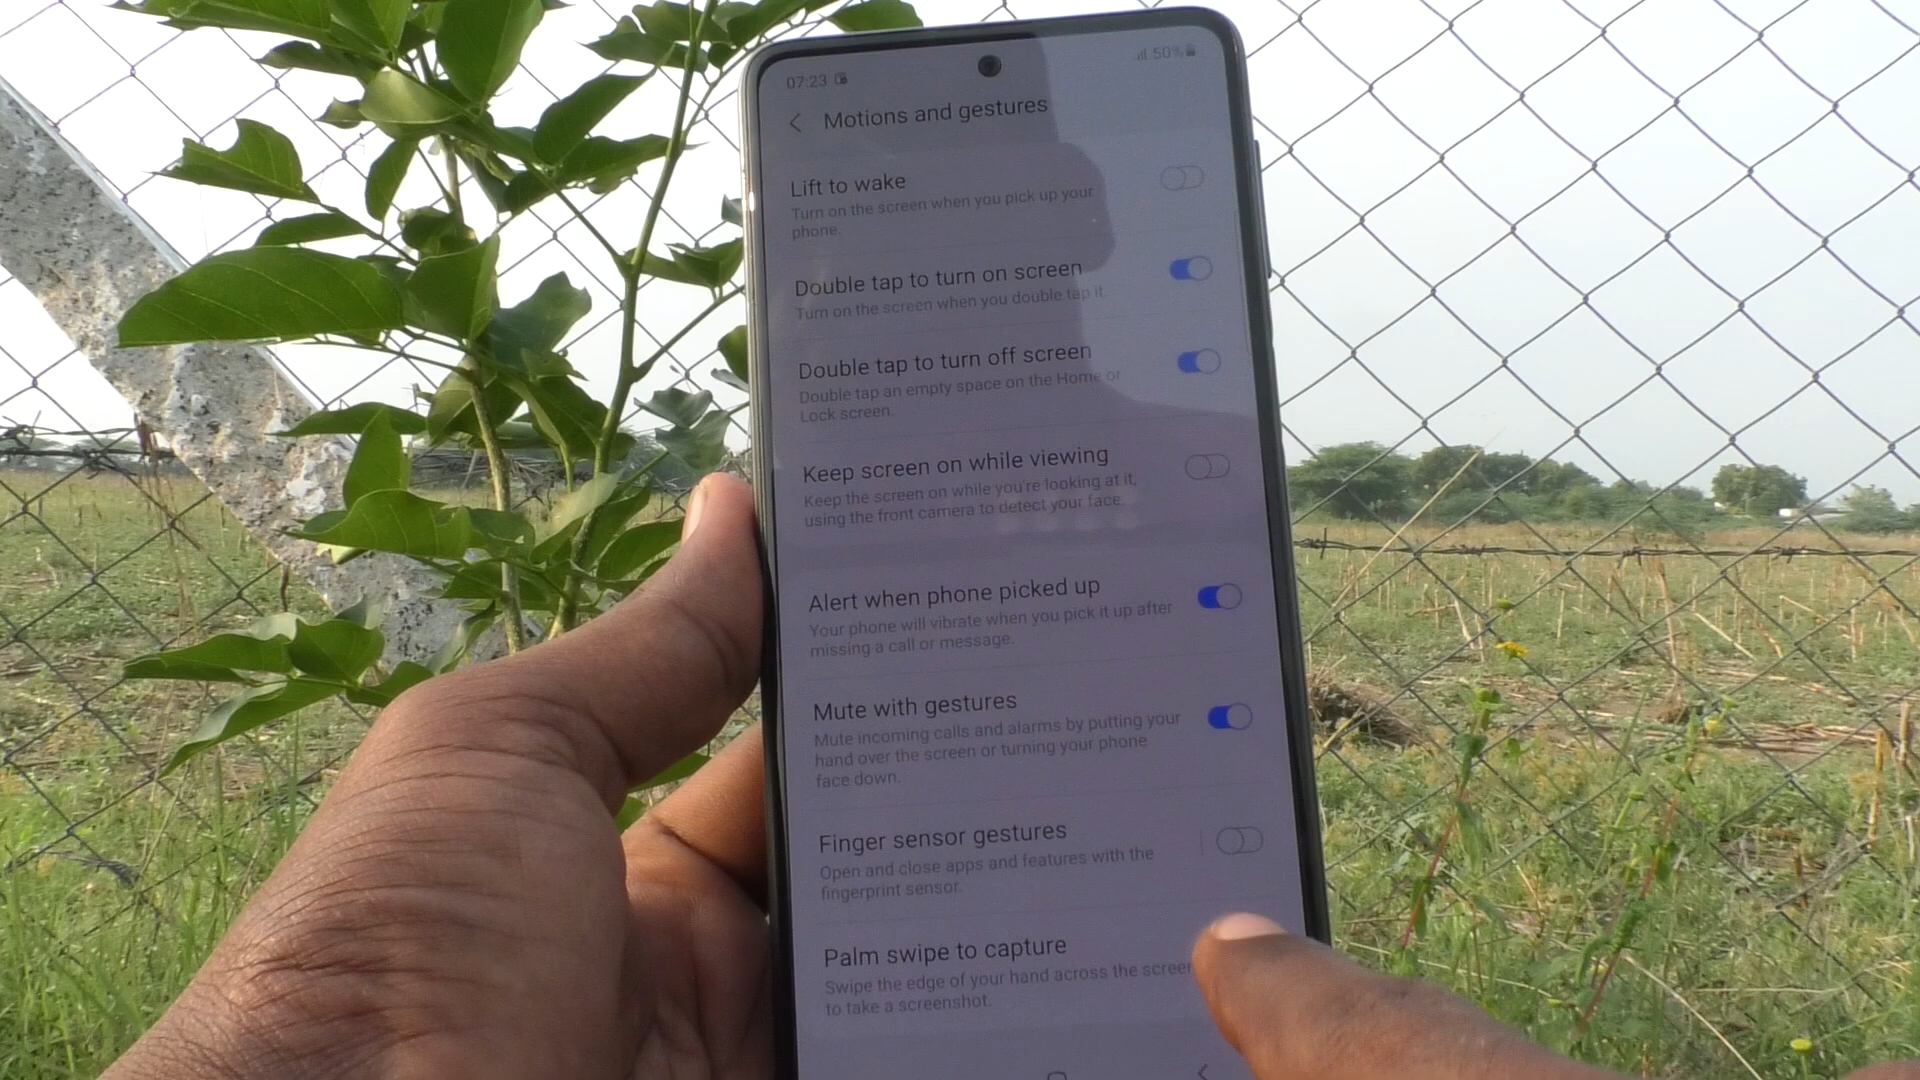 07:23
50%
Motions and gestures
Lift to wake
Turn on the screen when you pick up your
phone.
Double tap to turn on screen
Turn on the screen when you double tap it.
Double tap to turn off screen
Double tap an empty space on the Home or
Lock screen.
Keep screen on while viewing
Keep the screen on while you're looking at it,
using the front camera to detect your face.
Alert when phone picked up
Your phone will vibrate when you pick it up after
missing a call or message.
Mute with gestures
Mute incoming calls and alarms by putting your
hand over the screen or turning your phone
face down.
Finger sensor gestures
Open and close apps and features with the
fingerprint sensor.
Palm swipe to capture
Swipe the edge of your hand across the screen
to take a screenshot.